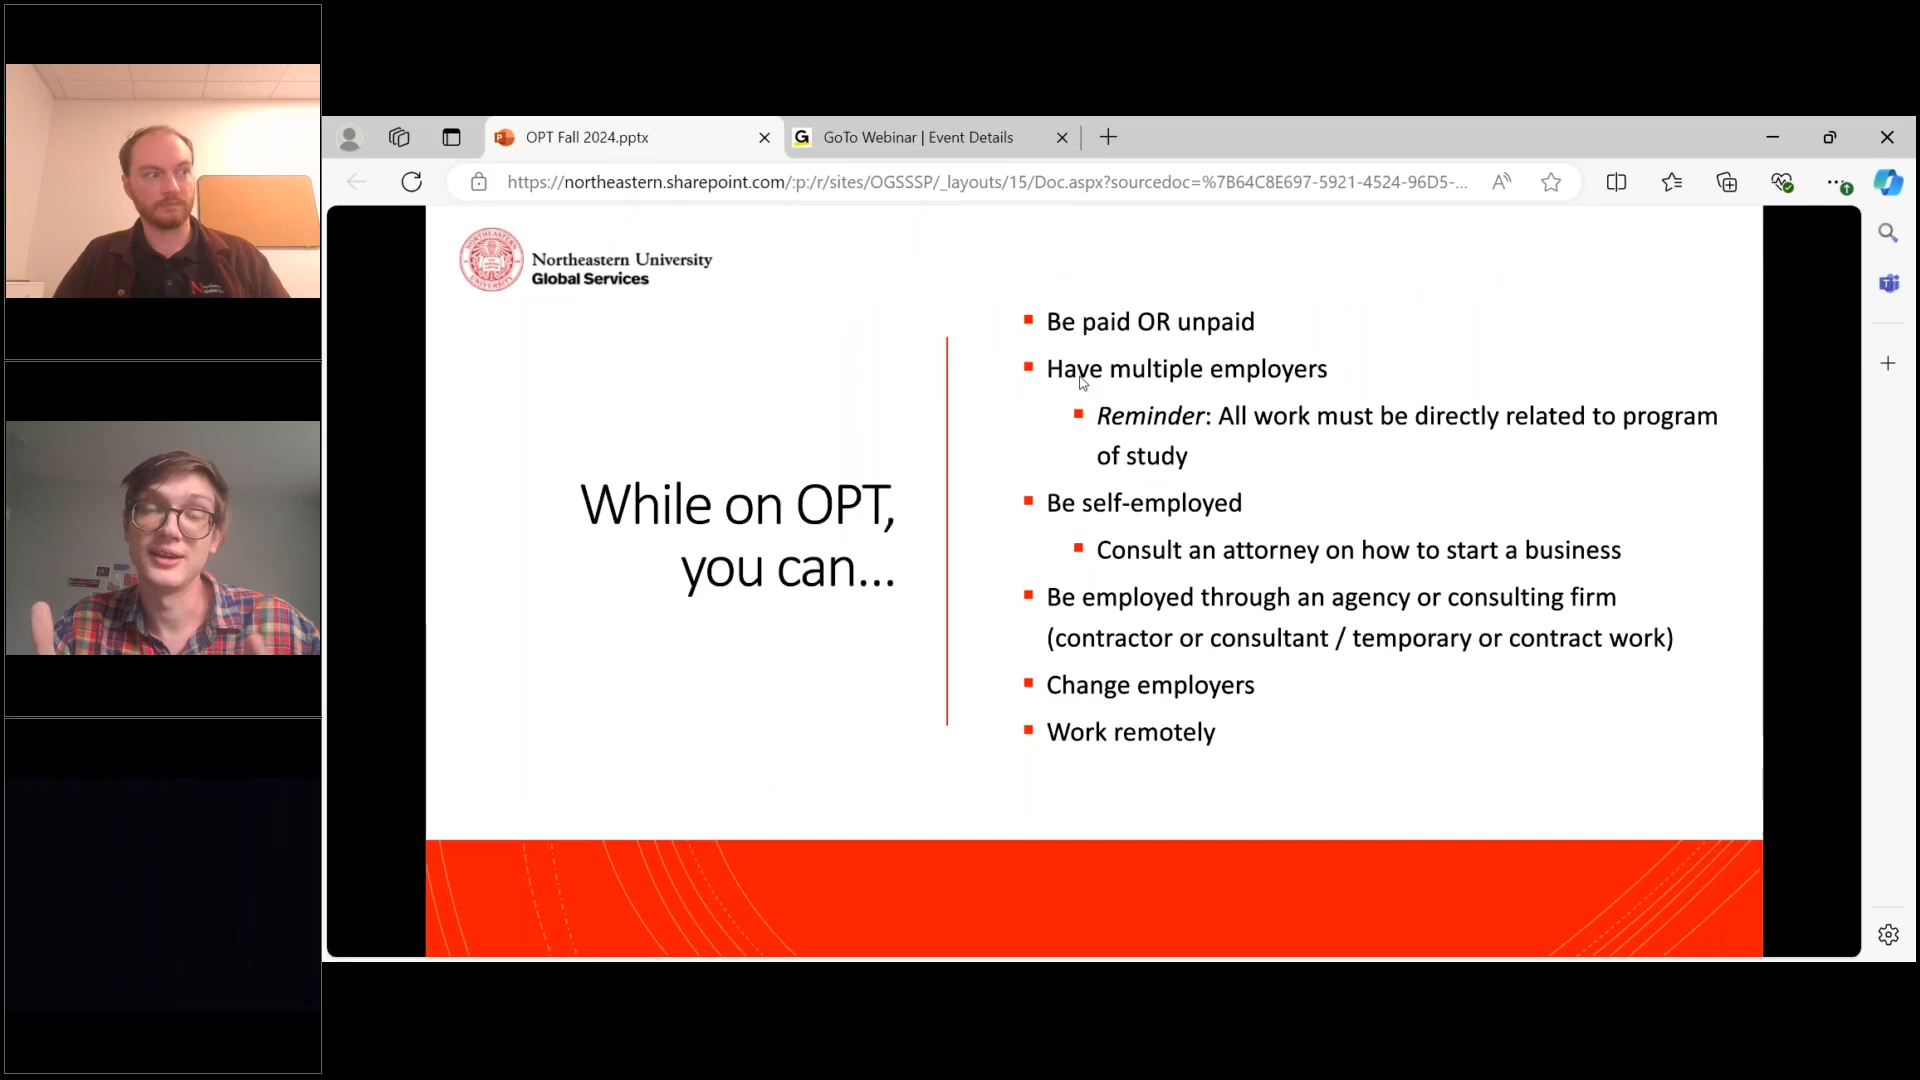 OPT Fall 2024.pptx
GoTo Webinar | Event Details
https://northeastern.sharepoint.com/:p:/r/sites/OGSSSP/_layouts/15/Doc.aspx?sourcedoc=%7B64C8E697-5921-4524-96D5-...
Northeastern University
Global Services
While on OPT,
you can...
Be paid OR unpaid
Have multiple employers
Reminder: All work must be directly related to program
of study
Be self-employed
Consult an attorney on how to start a business
Be employed through an agency or consulting firm
(contractor or consultant / temporary or contract work)
Change employers
Work remotely